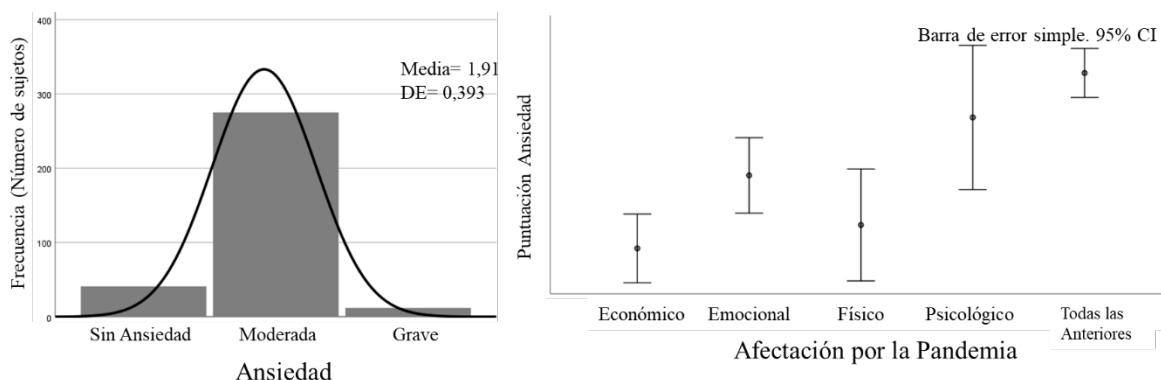 400
300
200
100
0
Frecuencia (Número de sujetos)
Media= 1,91
DE= 0,393
Sin Ansiedad
Moderada
Grave
Ansiedad
Barra de error simple. 95% CI
Puntuación Ansiedad
Económico
Emocional
Físico
Psicológico
Todas las
Anteriores
Afectación por la Pandemia